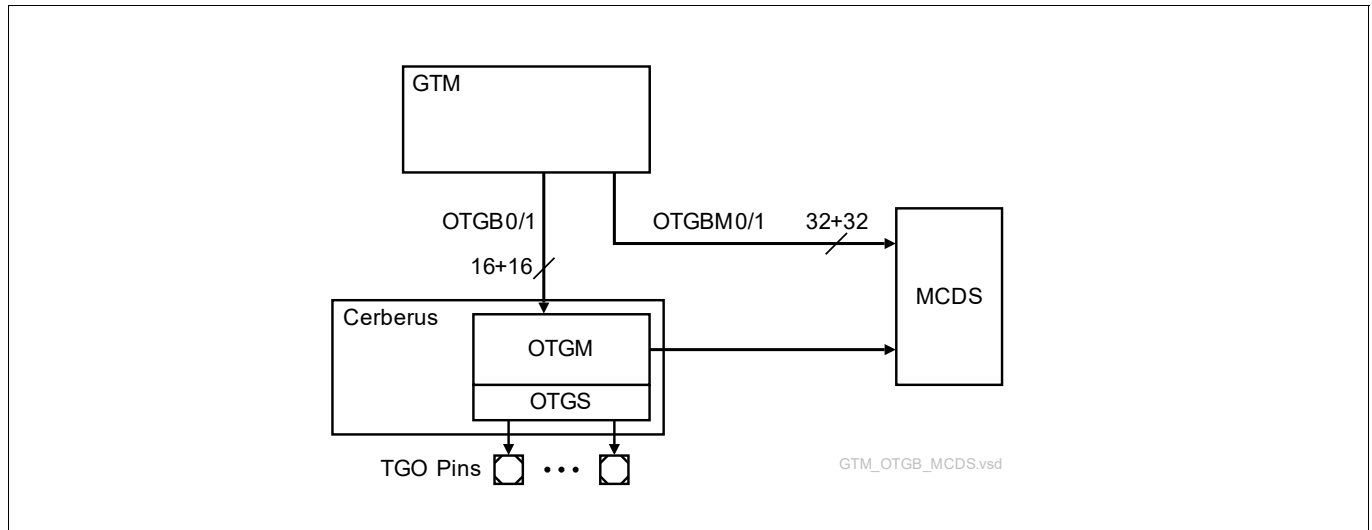 GTM
OTGB0/1
OTGBM0/1
32+32
16+16
MCDS
Cerberus
OTGM
OTGS
TGO Pins
GTM_OTGB_MCDS.vsd